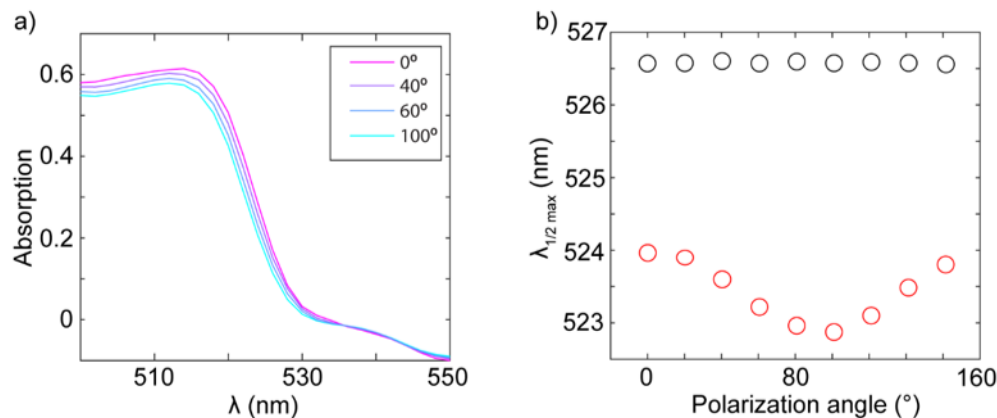 a)
0.6
0.4
0.2
0
Absorption
0º
40º
60º
100º
510
530
550
λ (nm)
b)
527
526
525
524
523
λ1/2 max (nm)
0
80
160
Polarization angle (°)